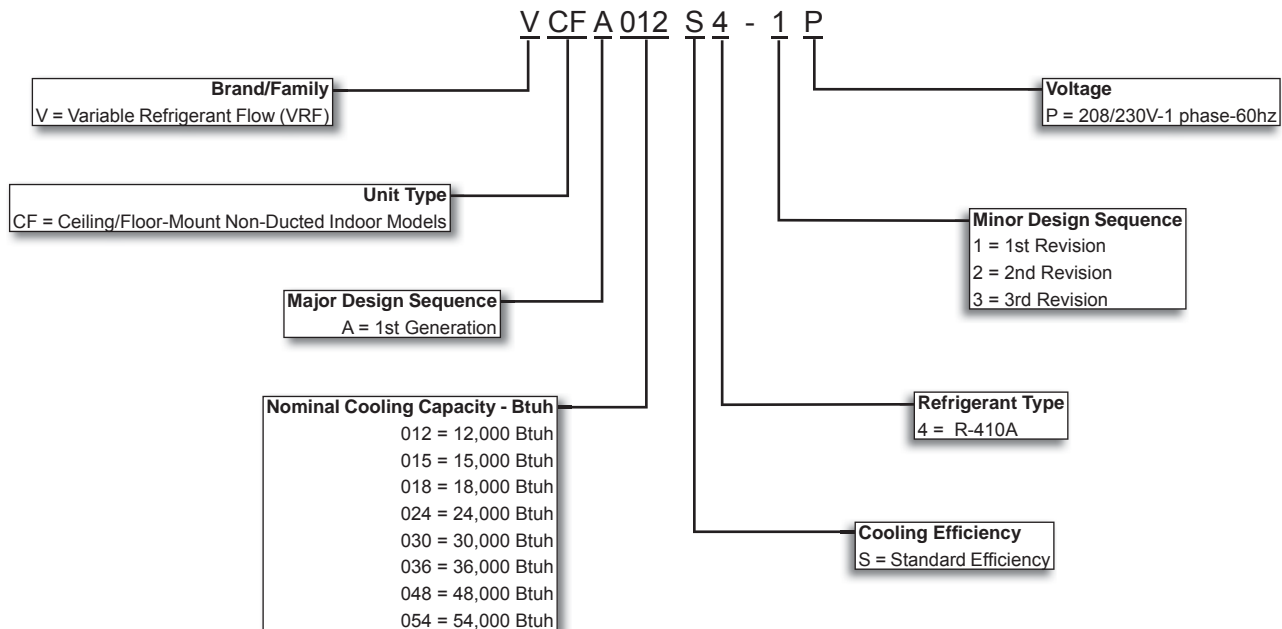 V CF A 012 S 4 - 1 P
Brand/Family
V = Variable Refrigerant Flow (VRF)
Unit Type
CF = Ceiling/Floor-Mount Non-Ducted Indoor Models
Major Design Sequence
A = 1st Generation
Nominal Cooling Capacity - Btuh
012 = 12,000 Btuh
015 = 15,000 Btuh
018 = 18,000 Btuh
024 = 24,000 Btuh
030 = 30,000 Btuh
036 = 36,000 Btuh
048 = 48,000 Btuh
054 = 54,000 Btuh
Voltage
P = 208/230V-1 phase-60hz
Minor Design Sequence
1 = 1st Revision
2 = 2nd Revision
3 = 3rd Revision
Refrigerant Type
4 = R-410A
Cooling Efficiency
S = Standard Efficiency